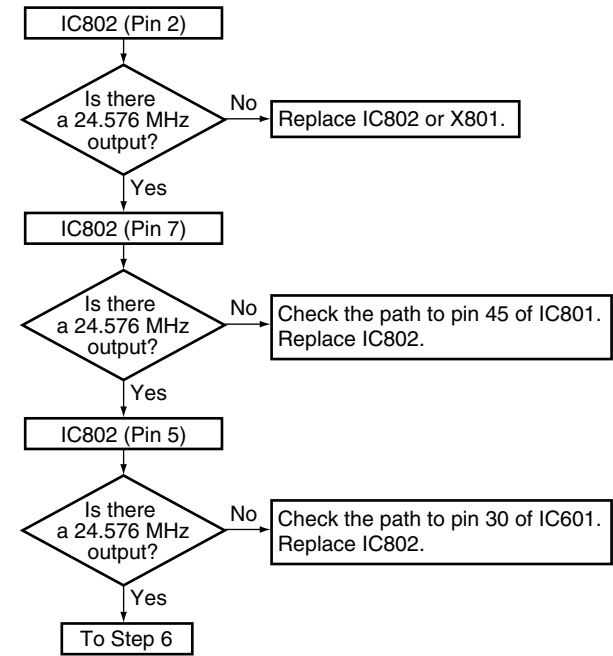 IC802 (Pin 2)
Is there
a 24.576 MHz
output?
No
Replace IC802 or X801.
Yes
IC802 (Pin 7)
Is there
a 24.576 MHz
output?
No
Check the path to pin 45 of IC801.
Replace IC802.
Yes
IC802 (Pin 5)
Is there
a 24.576 MHz
output?
No
Check the path to pin 30 of IC601.
Replace IC802.
Yes
To Step 6